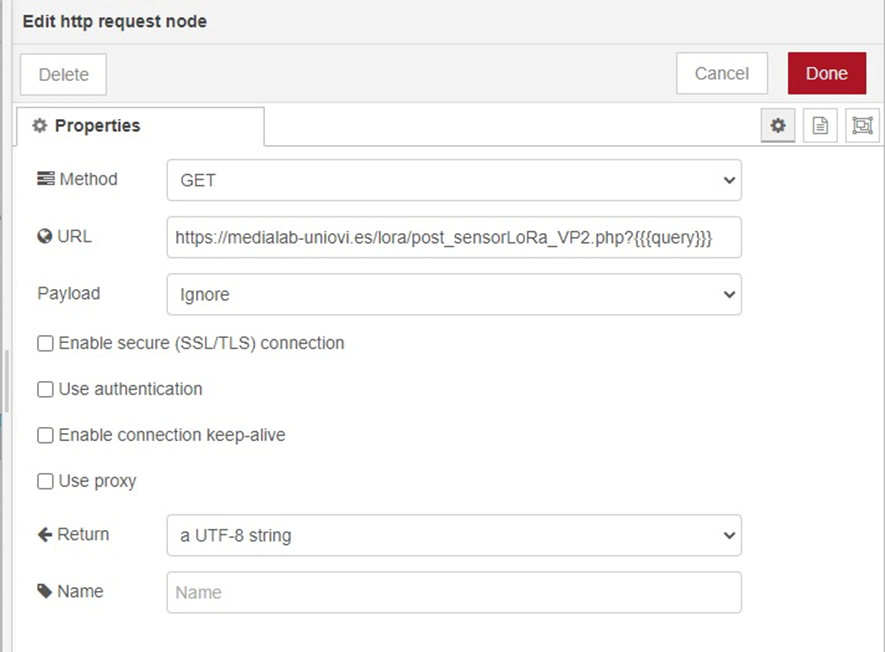 Edit http request node
Delete
Cancel
Done
Properties
Method
GET
URL
https://medialab-uniovi.es/lora/post_sensorLoRa_VP2.php?{{{query}}}
Payload
Ignore
Enable secure (SSL/TLS) connection
Use authentication
Enable connection keep-alive
Use proxy
Return
a UTF-8 string
Name
Name